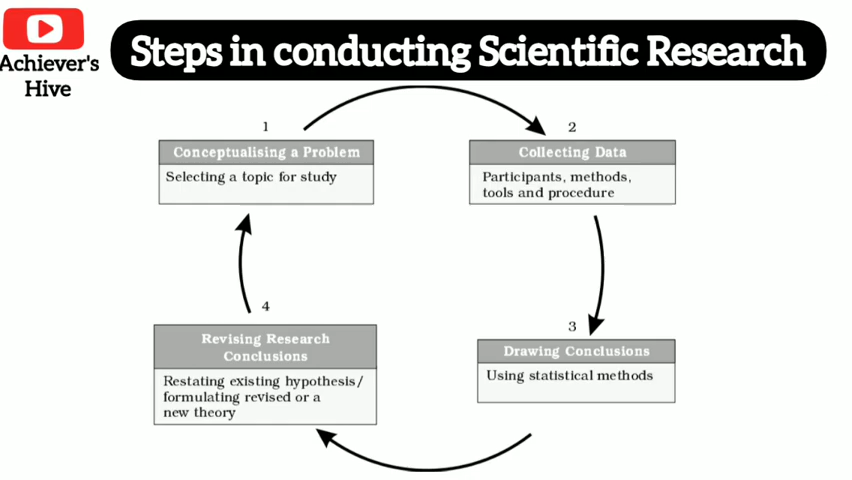 Achiever's
Hive
Steps in conducting Scientific Research
1
Conceptualising a Problem
Selecting a topic for study
2
Collecting Data
Participants, methods,
tools and procedure
3
Drawing Conclusions
Using statistical methods
4
Revising Research
Conclusions
Restating existing hypothesis/
formulating revised or a
new theory